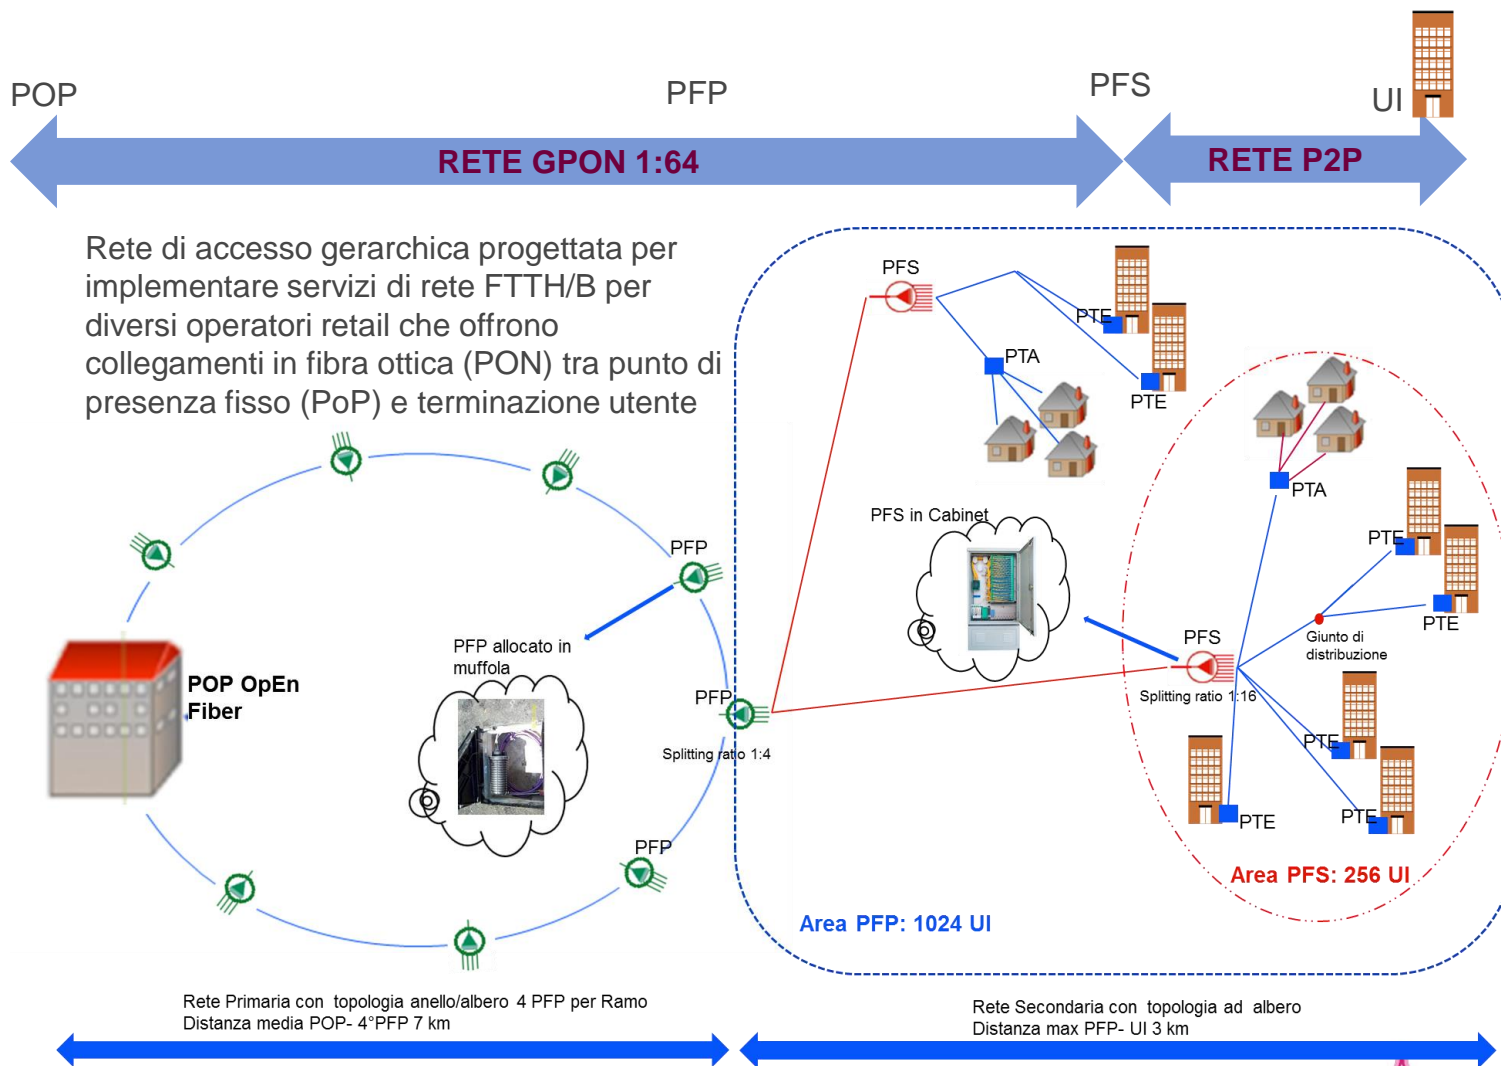 POP
PFP
PFS
UI
RETE GPON 1:64
RETE P2P
Rete di accesso gerarchica progettata per
implementare servizi di rete FTTH/B per
diversi operatori retail che offrono
collegamenti in fibra ottica (PON) tra punto di
presenza fisso (PoP) e terminazione utente
PFS
PTE
PTA
PTE
PTA
PFS in Cabinet
PTE
PFP
PTE
Giunto di
distribuzione
PFP allocato in
muffola
PFS
POP OpEn
Fiber
PFP
Splitting ratio 1:16
Splitting ratio 1:4
PTE
PTE
PTE
PFP
Area PFS: 256 UI
Area PFP: 1024 UI
Rete Primaria con topologia anello/albero 4 PFP per Ramo
Distanza media POP- 4°PFP 7 km
Rete Secondaria con topologia ad albero
Distanza max PFP- UI 3 km